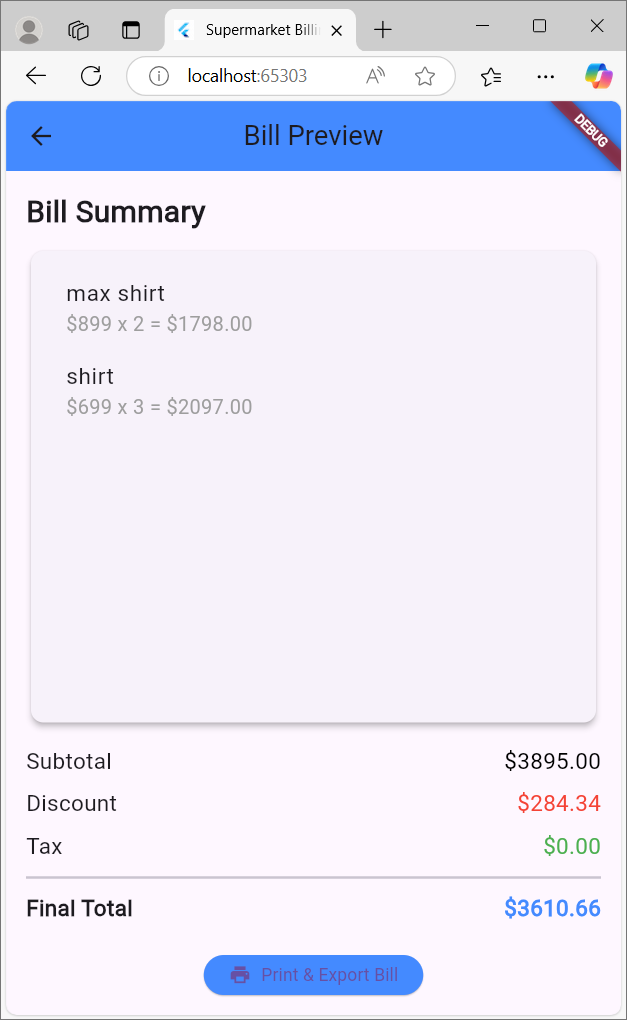 Supermarket Billi
localhost:65303
Bill Preview
DEBUG
Bill Summary
max shirt
$899 x 2 = $1798.00
shirt
$699 x 3 = $2097.00
Subtotal $3895.00
Discount $284.34
Tax $0.00
Final Total $3610.66
Print & Export Bill